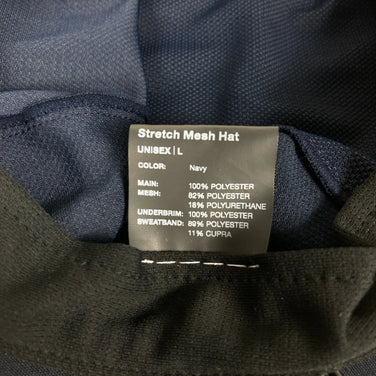 Stretch Mesh Hat
UNISEX | L
COLOR: Navy
MAIN: 100% POLYESTER
MESH: 82% POLYESTER
18% POLYURETHANE
UNDERBRIM: 100% POLYESTER
SWEATBAND: 89% POLYESTER
11% CUPRA